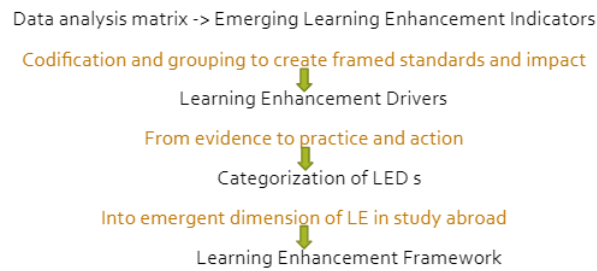 Data analysis matrix -> Emerging Learning Enhancement Indicators
Codification and grouping to create framed standards and impact
Learning Enhancement Drivers
From evidence to practice and action
Categorization of LED s
Into emergent dimension of LE in study abroad
Learning Enhancement Framework